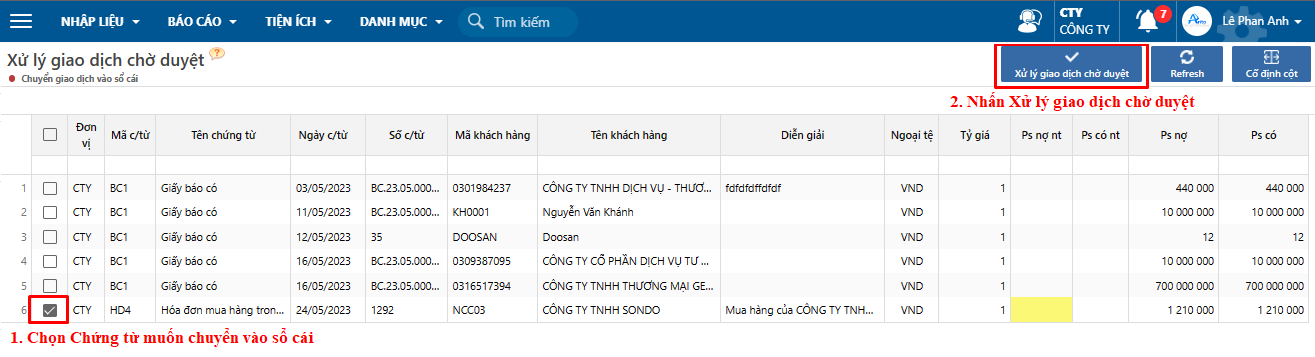 NHẬP LIỆU BÁO CÁO TIỆN ÍCH DANH MỤC Tìm kiếm CTY 7 Lê Phan Anh
CÔNG TY
Xử lý giao dịch chờ duyệt ?
Chuyển giao dịch vào sổ cái
Xử lý giao dịch chờ duyệt Refresh Cố định cột
2. Nhấn Xử lý giao dịch chờ duyệt
Đơn vị Mã c/từ Tên chứng từ Ngày c/từ Số c/từ Mã khách hàng Tên khách hàng Diễn giải Ngoại tệ Tỷ giá Ps nợ nt Ps có nt Ps nợ Ps có
1 CTY BC1 Giấy báo có 03/05/2023 BC.23.05.000... 0301984237 CÔNG TY TNHH DỊCH VỤ - THƯƠ... fdfdfdffdfdf VND 1 440 000 440 000
2 CTY BC1 Giấy báo có 11/05/2023 BC.23.05.000... KH0001 Nguyễn Văn Khánh VND 1 10 000 000 10 000 000
3 CTY BC1 Giấy báo có 12/05/2023 35 DOOSAN Doosan VND 1 12 12
4 CTY BC1 Giấy báo có 16/05/2023 BC.23.05.000... 0309387095 CÔNG TY CỔ PHẦN DỊCH VỤ TƯ ... VND 1 10 000 000 10 000 000
5 CTY BC1 Giấy báo có 16/05/2023 BC.23.05.000... 0316517394 CÔNG TY TNHH THƯƠNG MẠI GE... VND 1 700 000 000 700 000 000
6 CTY HD4 Hóa đơn mua hàng tron... 24/05/2023 1292 NCC03 CÔNG TY TNHH SONDO Mua hàng của CÔNG TY TNH... VND 1 1 210 000 1 210 000
1. Chọn Chứng từ muốn chuyển vào sổ cái